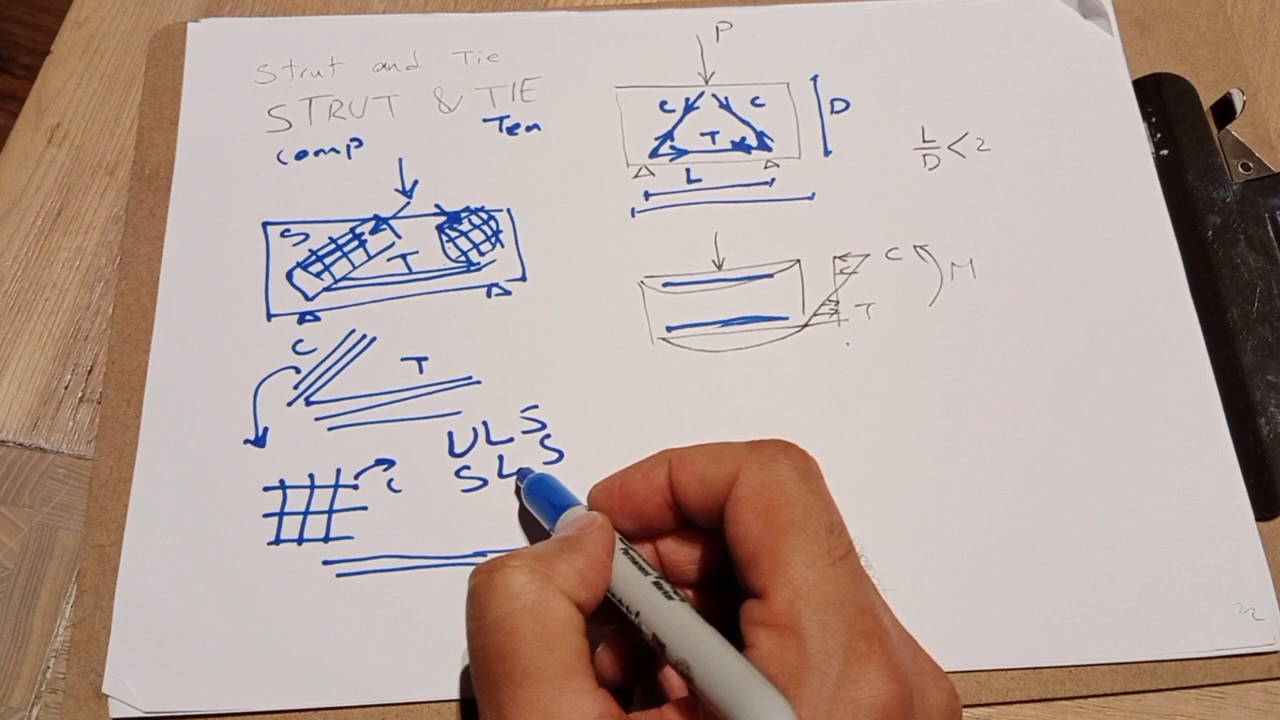 Strut and Tie
STRUT & TIE
comp
Ten
S
T
C
T
ULS
SLS
C
P
C
C
T
D
L
L/D < 2
C
C
M
T